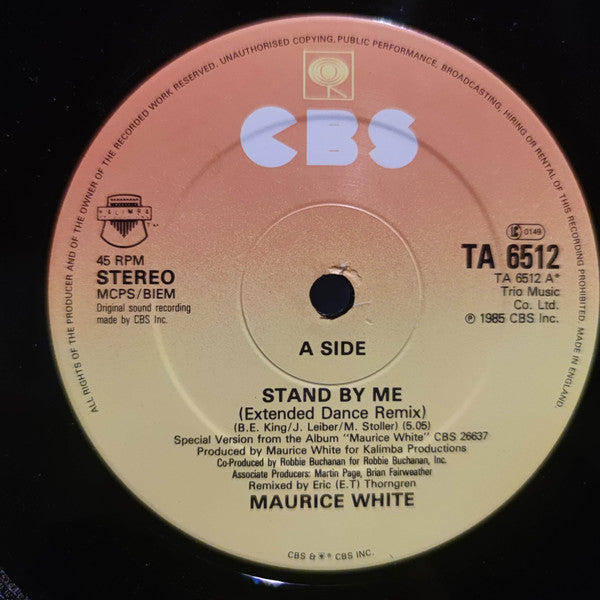 ALL RIGHTS OF THE PRODUCER AND OF THE OWNER OF THE RECORDED WORK RESERVED. UNAUTHORISED COPYING, PUBLIC PERFORMANCE, BROADCASTING, HIRING OR RENTAL OF THIS RECORDING PROHIBITED. MADE IN ENGLAND.
CBS
KALIMBA
45 RPM
STEREO
MCPS/BIEM
Original sound recording
made by CBS Inc.
LC 0149
TA 6512
TA 6512 A*
Trio Music
Co. Ltd.
℗ 1985 CBS Inc.
A SIDE
STAND BY ME
(Extended Dance Remix)
(B.E. King/J. Leiber/M. Stoller) (5.05)
Special Version from the Album "Maurice White" CBS 26637
Produced by Maurice White for Kalimba Productions
Co-Produced by Robbie Buchanan for Robbie Buchanan, Inc.
Associate Producers: Martin Page, Brian Fairweather
Remixed by Eric (E.T) Thorngren
MAURICE WHITE
CBS & CBS INC.